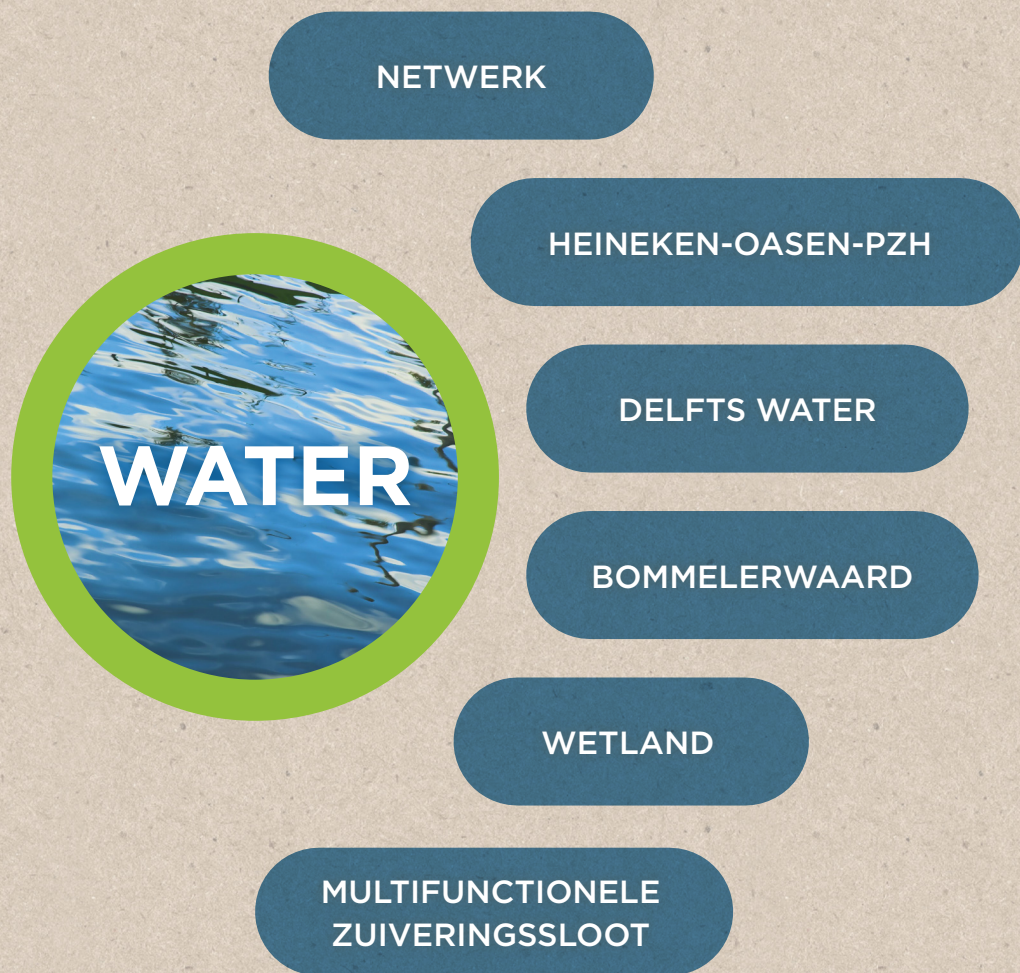 NETWERK
HEINEKEN-OASEN-PZH
DELFTS WATER
WATER
BOMMELERWAARD
WETLAND
MULTIFUNCTIONELE
ZUIVERINGSSLOOT